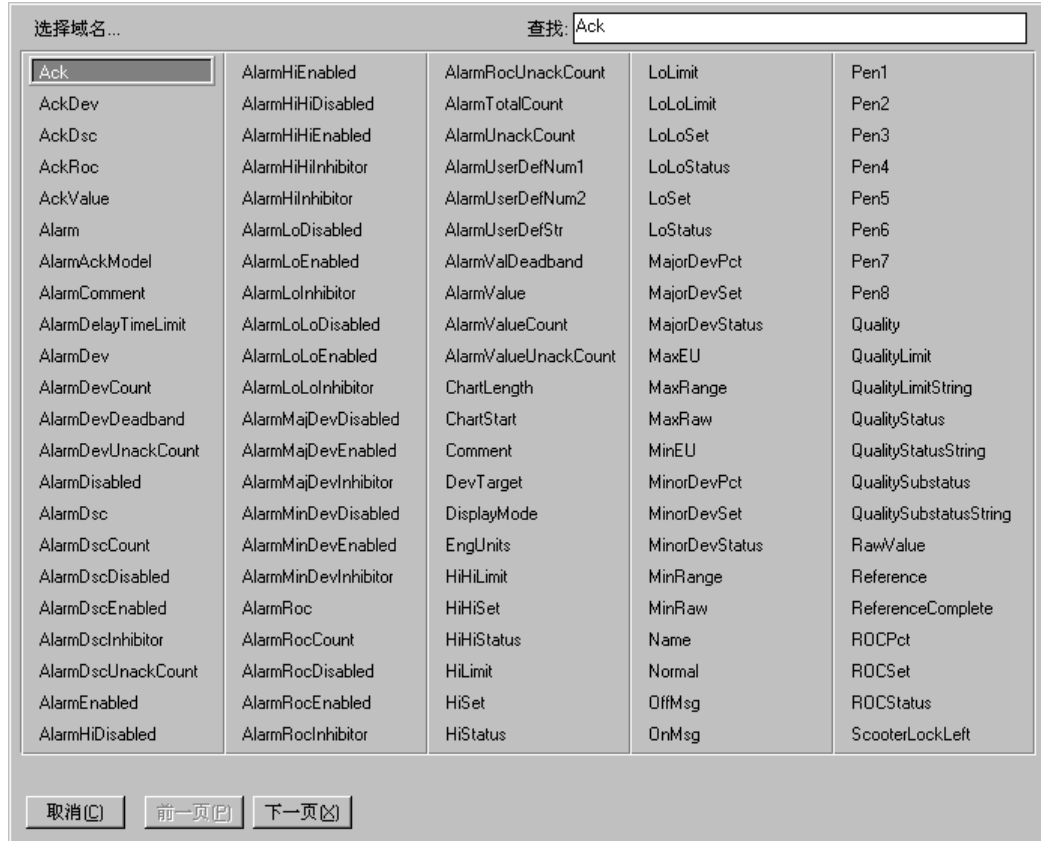 选择域名...
查找: Ack
Ack
AckDev
AckDsc
AckRoc
AckValue
Alarm
AlarmAckModel
AlarmComment
AlarmDelayTimeLimit
AlarmDev
AlarmDevCount
AlarmDevDeadband
AlarmDevUnackCount
AlarmDisabled
AlarmDsc
AlarmDscCount
AlarmDscDisabled
AlarmDscEnabled
AlarmDscInhibitor
AlarmDscUnackCount
AlarmEnabled
AlarmHiDisabled
AlarmHiEnabled
AlarmHiHiDisabled
AlarmHiHiEnabled
AlarmHiHiInhibitor
AlarmHiInhibitor
AlarmLoDisabled
AlarmLoEnabled
AlarmLoInhibitor
AlarmLoLoDisabled
AlarmLoLoEnabled
AlarmLoLoInhibitor
AlarmMajDevDisabled
AlarmMajDevEnabled
AlarmMajDevInhibitor
AlarmMinDevDisabled
AlarmMinDevEnabled
AlarmMinDevInhibitor
AlarmRoc
AlarmRocCount
AlarmRocDisabled
AlarmRocEnabled
AlarmRocInhibitor
AlarmRocUnackCount
AlarmTotalCount
AlarmUnackCount
AlarmUserDefNum1
AlarmUserDefNum2
AlarmUserDefStr
AlarmValDeadband
AlarmValue
AlarmValueCount
AlarmValueUnackCount
ChartLength
ChartStart
Comment
DevTarget
DisplayMode
EngUnits
HiHiLimit
HiHiSet
HiHiStatus
HiLimit
HiSet
HiStatus
LoLimit
LoLoLimit
LoLoSet
LoLoStatus
LoSet
LoStatus
MajorDevPct
MajorDevSet
MajorDevStatus
MaxEU
MaxRange
MaxRaw
MinEU
MinorDevPct
MinorDevSet
MinorDevStatus
MinRange
MinRaw
Name
Normal
OffMsg
OnMsg
Pen1
Pen2
Pen3
Pen4
Pen5
Pen6
Pen7
Pen8
Quality
QualityLimit
QualityLimitString
QualityStatus
QualityStatusString
QualitySubstatus
QualitySubstatusString
RawValue
Reference
ReferenceComplete
ROCPct
ROCSet
ROCStatus
ScooterLockLeft
取消(C)
前一页(P)
下一页(X)